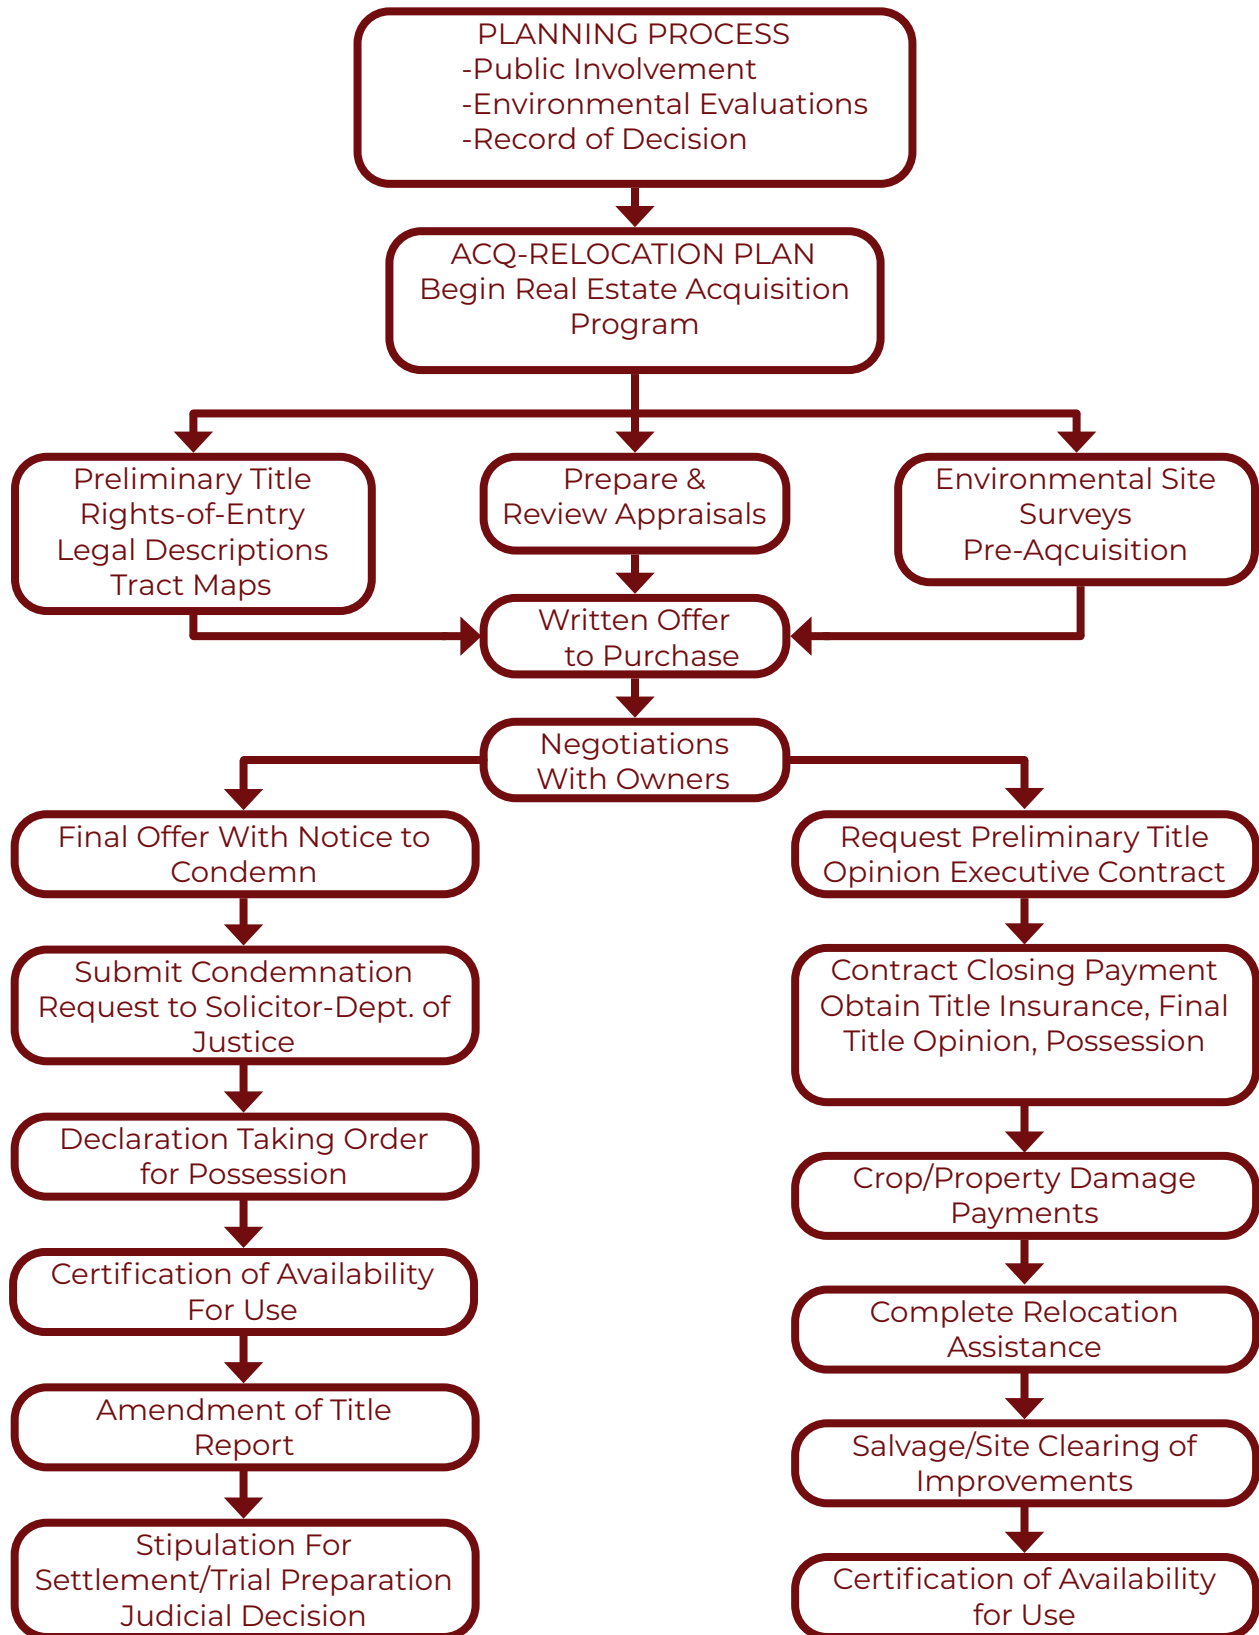 PLANNING PROCESS
-Public Involvement
-Environmental Evaluations
-Record of Decision
ACQ-RELOCATION PLAN
Begin Real Estate Acquisition
Program
Preliminary Title
Rights-of-Entry
Legal Descriptions
Tract Maps
Prepare &
Review Appraisals
Environmental Site
Surveys
Pre-Aqcuisition
Written Offer
to Purchase
Negotiations
With Owners
Final Offer With Notice to
Condemn
Submit Condemnation
Request to Solicitor-Dept. of
Justice
Declaration Taking Order
for Possession
Certification of Availability
For Use
Amendment of Title
Report
Stipulation For
Settlement/Trial Preparation
Judicial Decision
Request Preliminary Title
Opinion Executive Contract
Contract Closing Payment
Obtain Title Insurance, Final
Title Opinion, Possession
Crop/Property Damage
Payments
Complete Relocation
Assistance
Salvage/Site Clearing of
Improvements
Certification of Availability
for Use